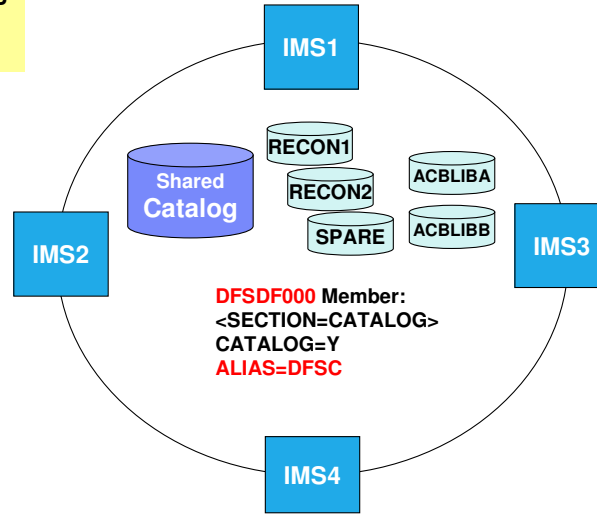 IMS1
RECON1
RECON2
SPARE
ACBLIBA
ACBLIBB
Shared
Catalog
IMS2
IMS3
DFSDF000 Member:
<SECTION=CATALOG>
CATALOG=Y
ALIAS=DFSC
IMS4